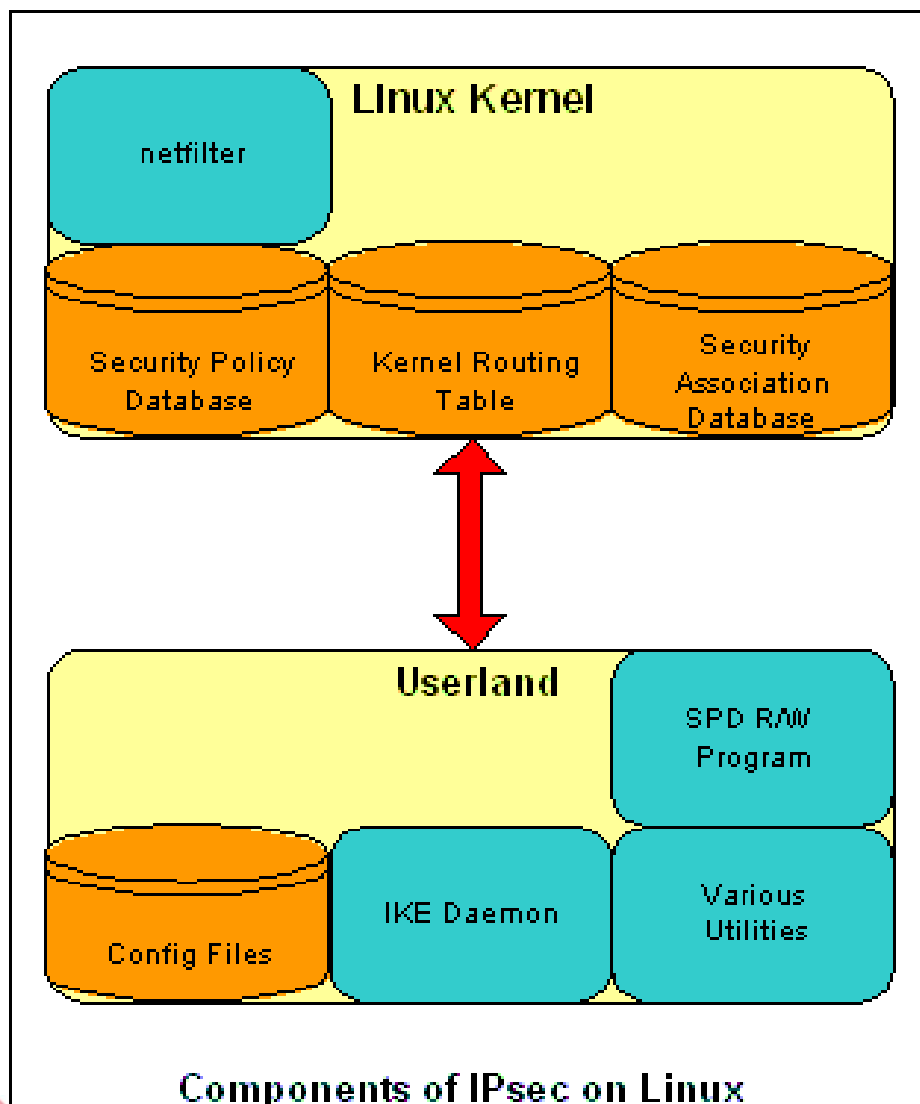 LInux Kernel
netfilter
Security Policy
Database
Kernel Routing
Table
Security
Association
Database
Userland
SPD R/W
Program
Config Files
IKE Daemon
Various
Utilities
Components of IPsec on Linux